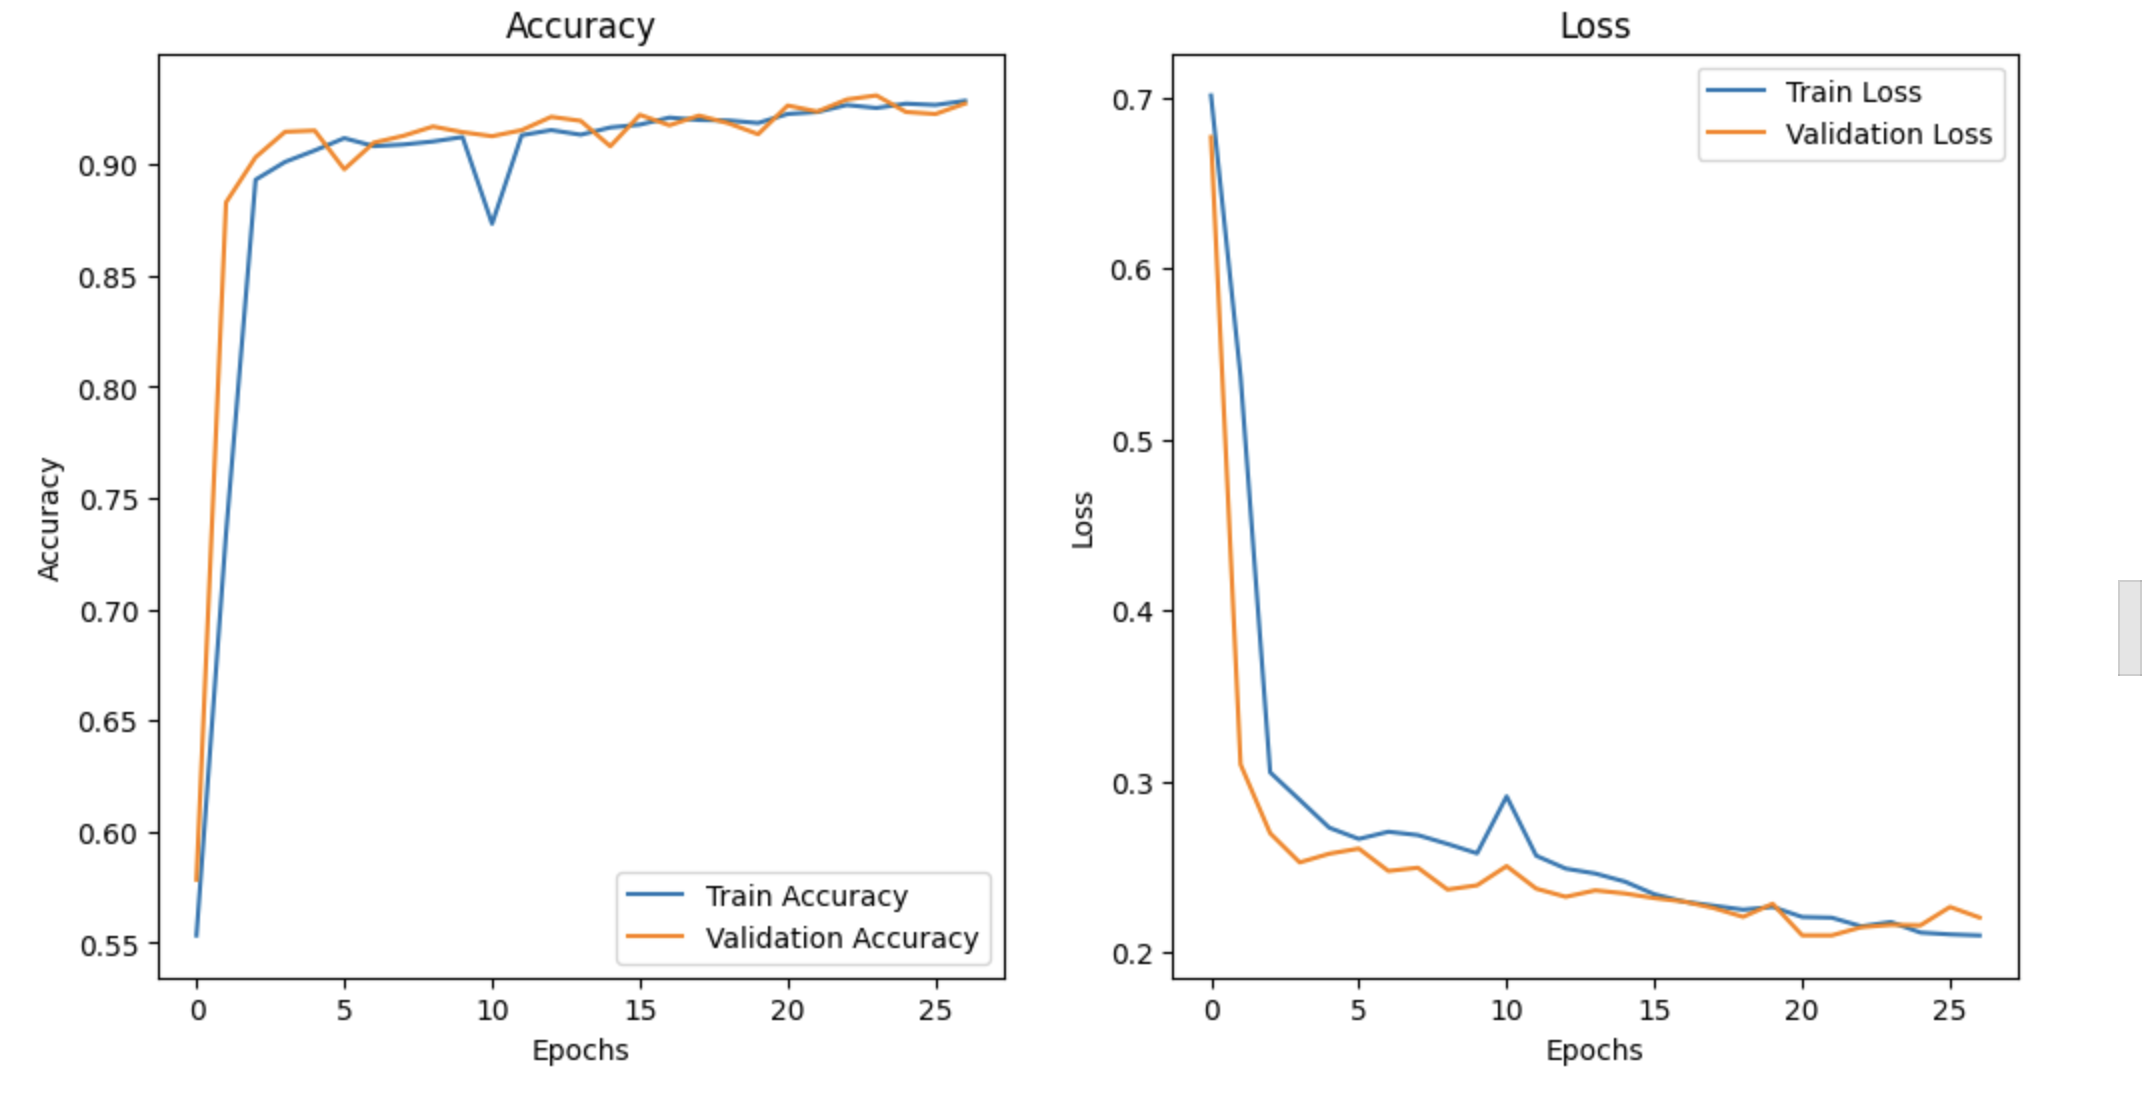 Accuracy
0.90
0.85
0.80
0.75
0.70
0.65
0.60
0.55
Accuracy
Train Accuracy
Validation Accuracy
0 5 10 15 20 25
Epochs
Loss
0.7
0.6
0.5
0.4
0.3
0.2
Loss
Train Loss
Validation Loss
0 5 10 15 20 25
Epochs